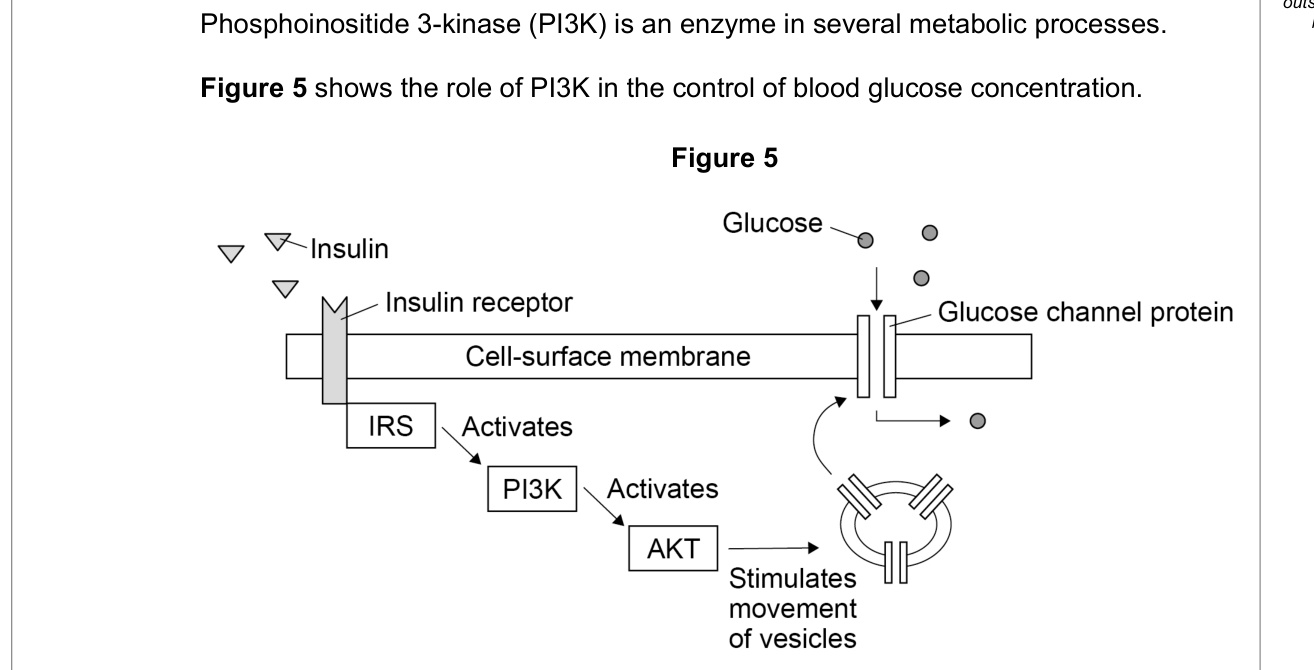 Phosphoinositide 3-kinase (PI3K) is an enzyme in several metabolic processes.
Figure 5 shows the role of PI3K in the control of blood glucose concentration.
Figure 5
Glucose
Insulin
Insulin receptor
Glucose channel protein
Cell-surface membrane
IRS
Activates
PI3K
Activates
AKT
Stimulates
movement
of vesicles